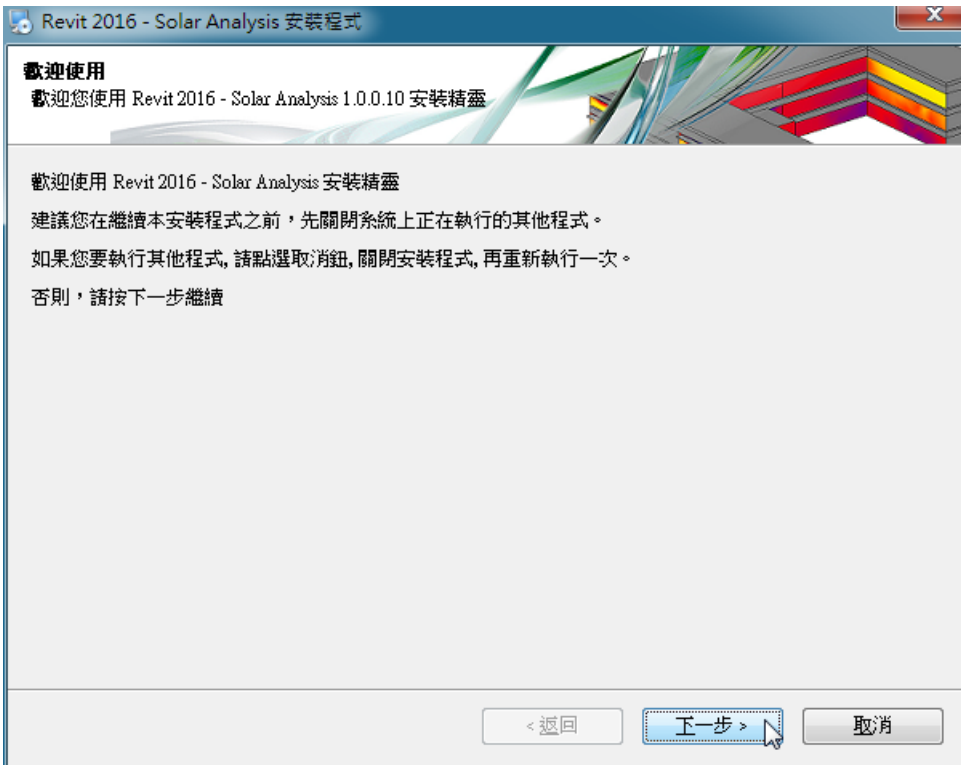 Revit 2016 - Solar Analysis 安裝程式
歡迎使用
歡迎您使用 Revit 2016 - Solar Analysis 1.0.0.10 安裝精靈
歡迎使用 Revit 2016 - Solar Analysis 安裝精靈
建議您在繼續本安裝程式之前，先關閉系統上正在執行的其他程式。
如果您要執行其他程式, 請點選取消鈕, 關閉安裝程式, 再重新執行一次。
否則，請按下一步繼續
< 返回 下一步 > 取消